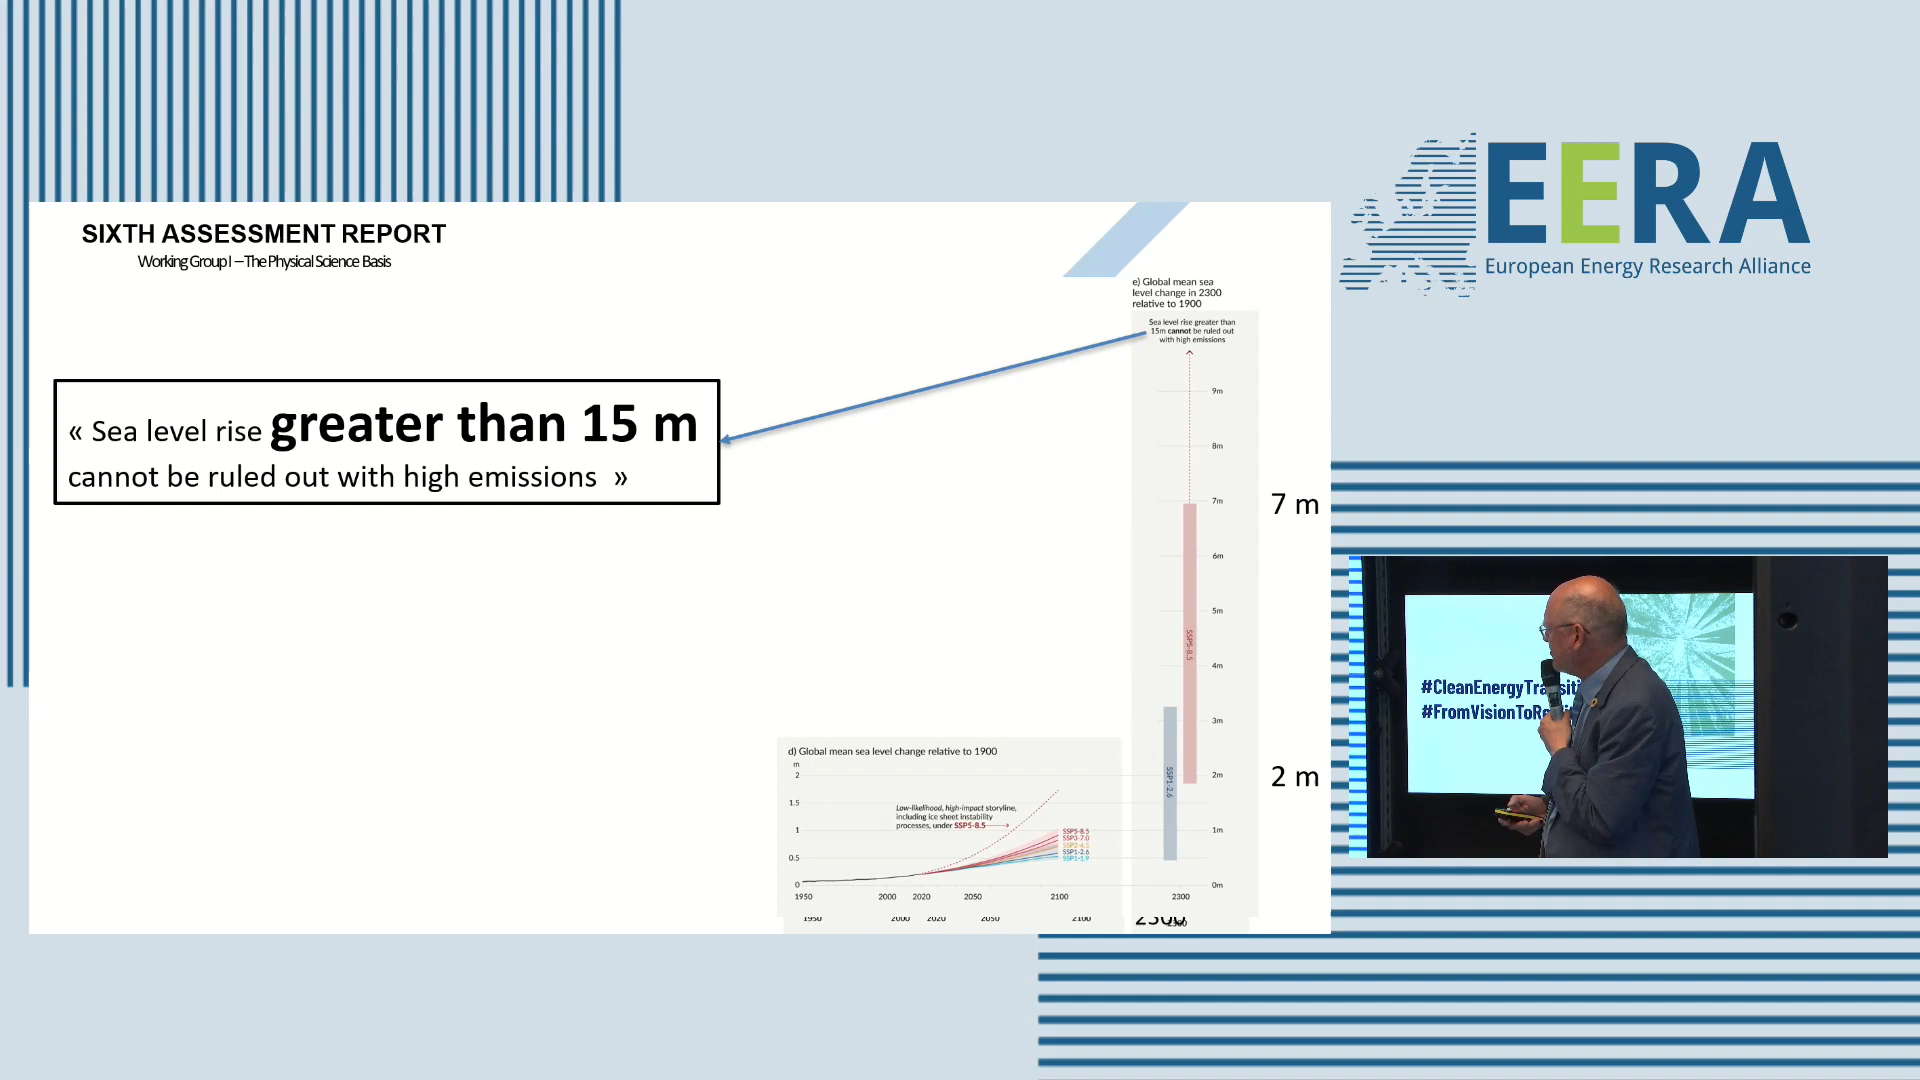 SIXTH ASSESSMENT REPORT
Working Group I – The Physical Science Basis
« Sea level rise greater than 15 m
cannot be ruled out with high emissions »
e) Global mean sea
level change in 2300
relative to 1900
Sea level rise greater than
15m cannot be ruled out
with high emissions
9m
8m
7m
6m
5m
4m
3m
2m
1m
0m
SSP5-8.5
SSP1-2.6
2300
7 m
2 m
d) Global mean sea level change relative to 1900
m
2
1.5
1
0.5
0
Low-likelihood, high-impact storyline,
including ice sheet instability
processes, under SSP5-8.5
SSP5-8.5
SSP3-7.0
SSP2-4.5
SSP1-2.6
SSP1-1.9
1950 2000 2020 2050 2100
1950 2000 2020 2050 2100
2300
EERA
European Energy Research Alliance
#CleanEnergyTransiti
#FromVisionToRe